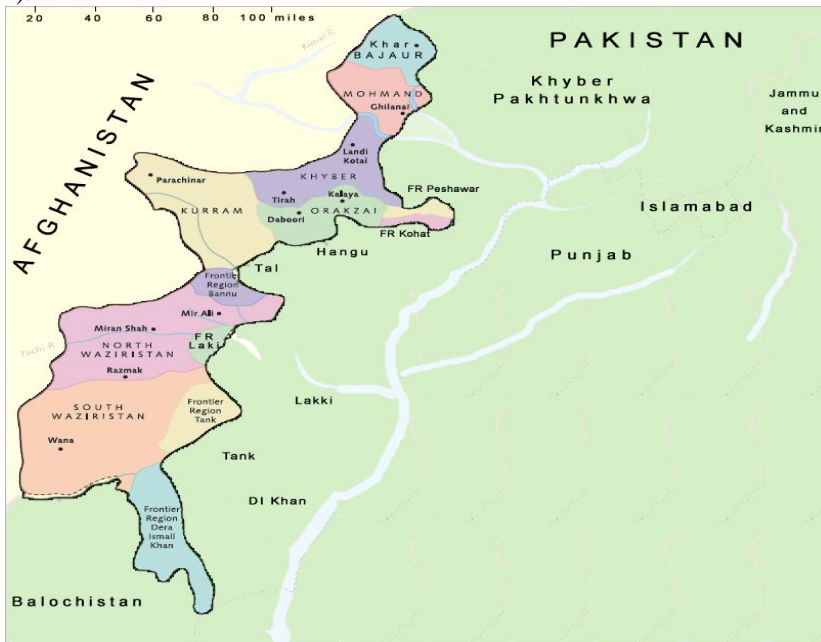 )
20 40 60 80 100 miles
PAKISTAN
Kunar R.
Khar
BAJAUR
Khyber
Pakhtunkhwa
MOHMAND
Ghilanai
Jammu
and
Kashmir
AFGHANISTAN
Landi
Kotal
Parachinar
KHYBER
FR Peshawar
Tirah
Kalaya
KURRAM
Daboori
ORAKZAI
Islamabad
FR Kohat
Hangu
Punjab
Tal
Frontier
Region
Bannu
Mir Ali
Miran Shah
FR
Laki
NORTH
WAZIRISTAN
Tochi R
Razmak
Lakki
SOUTH
WAZIRISTAN
Frontier
Region
Tank
Wana
Tank
DI Khan
Frontier
Region
Dera
Ismail
Khan
Balochistan